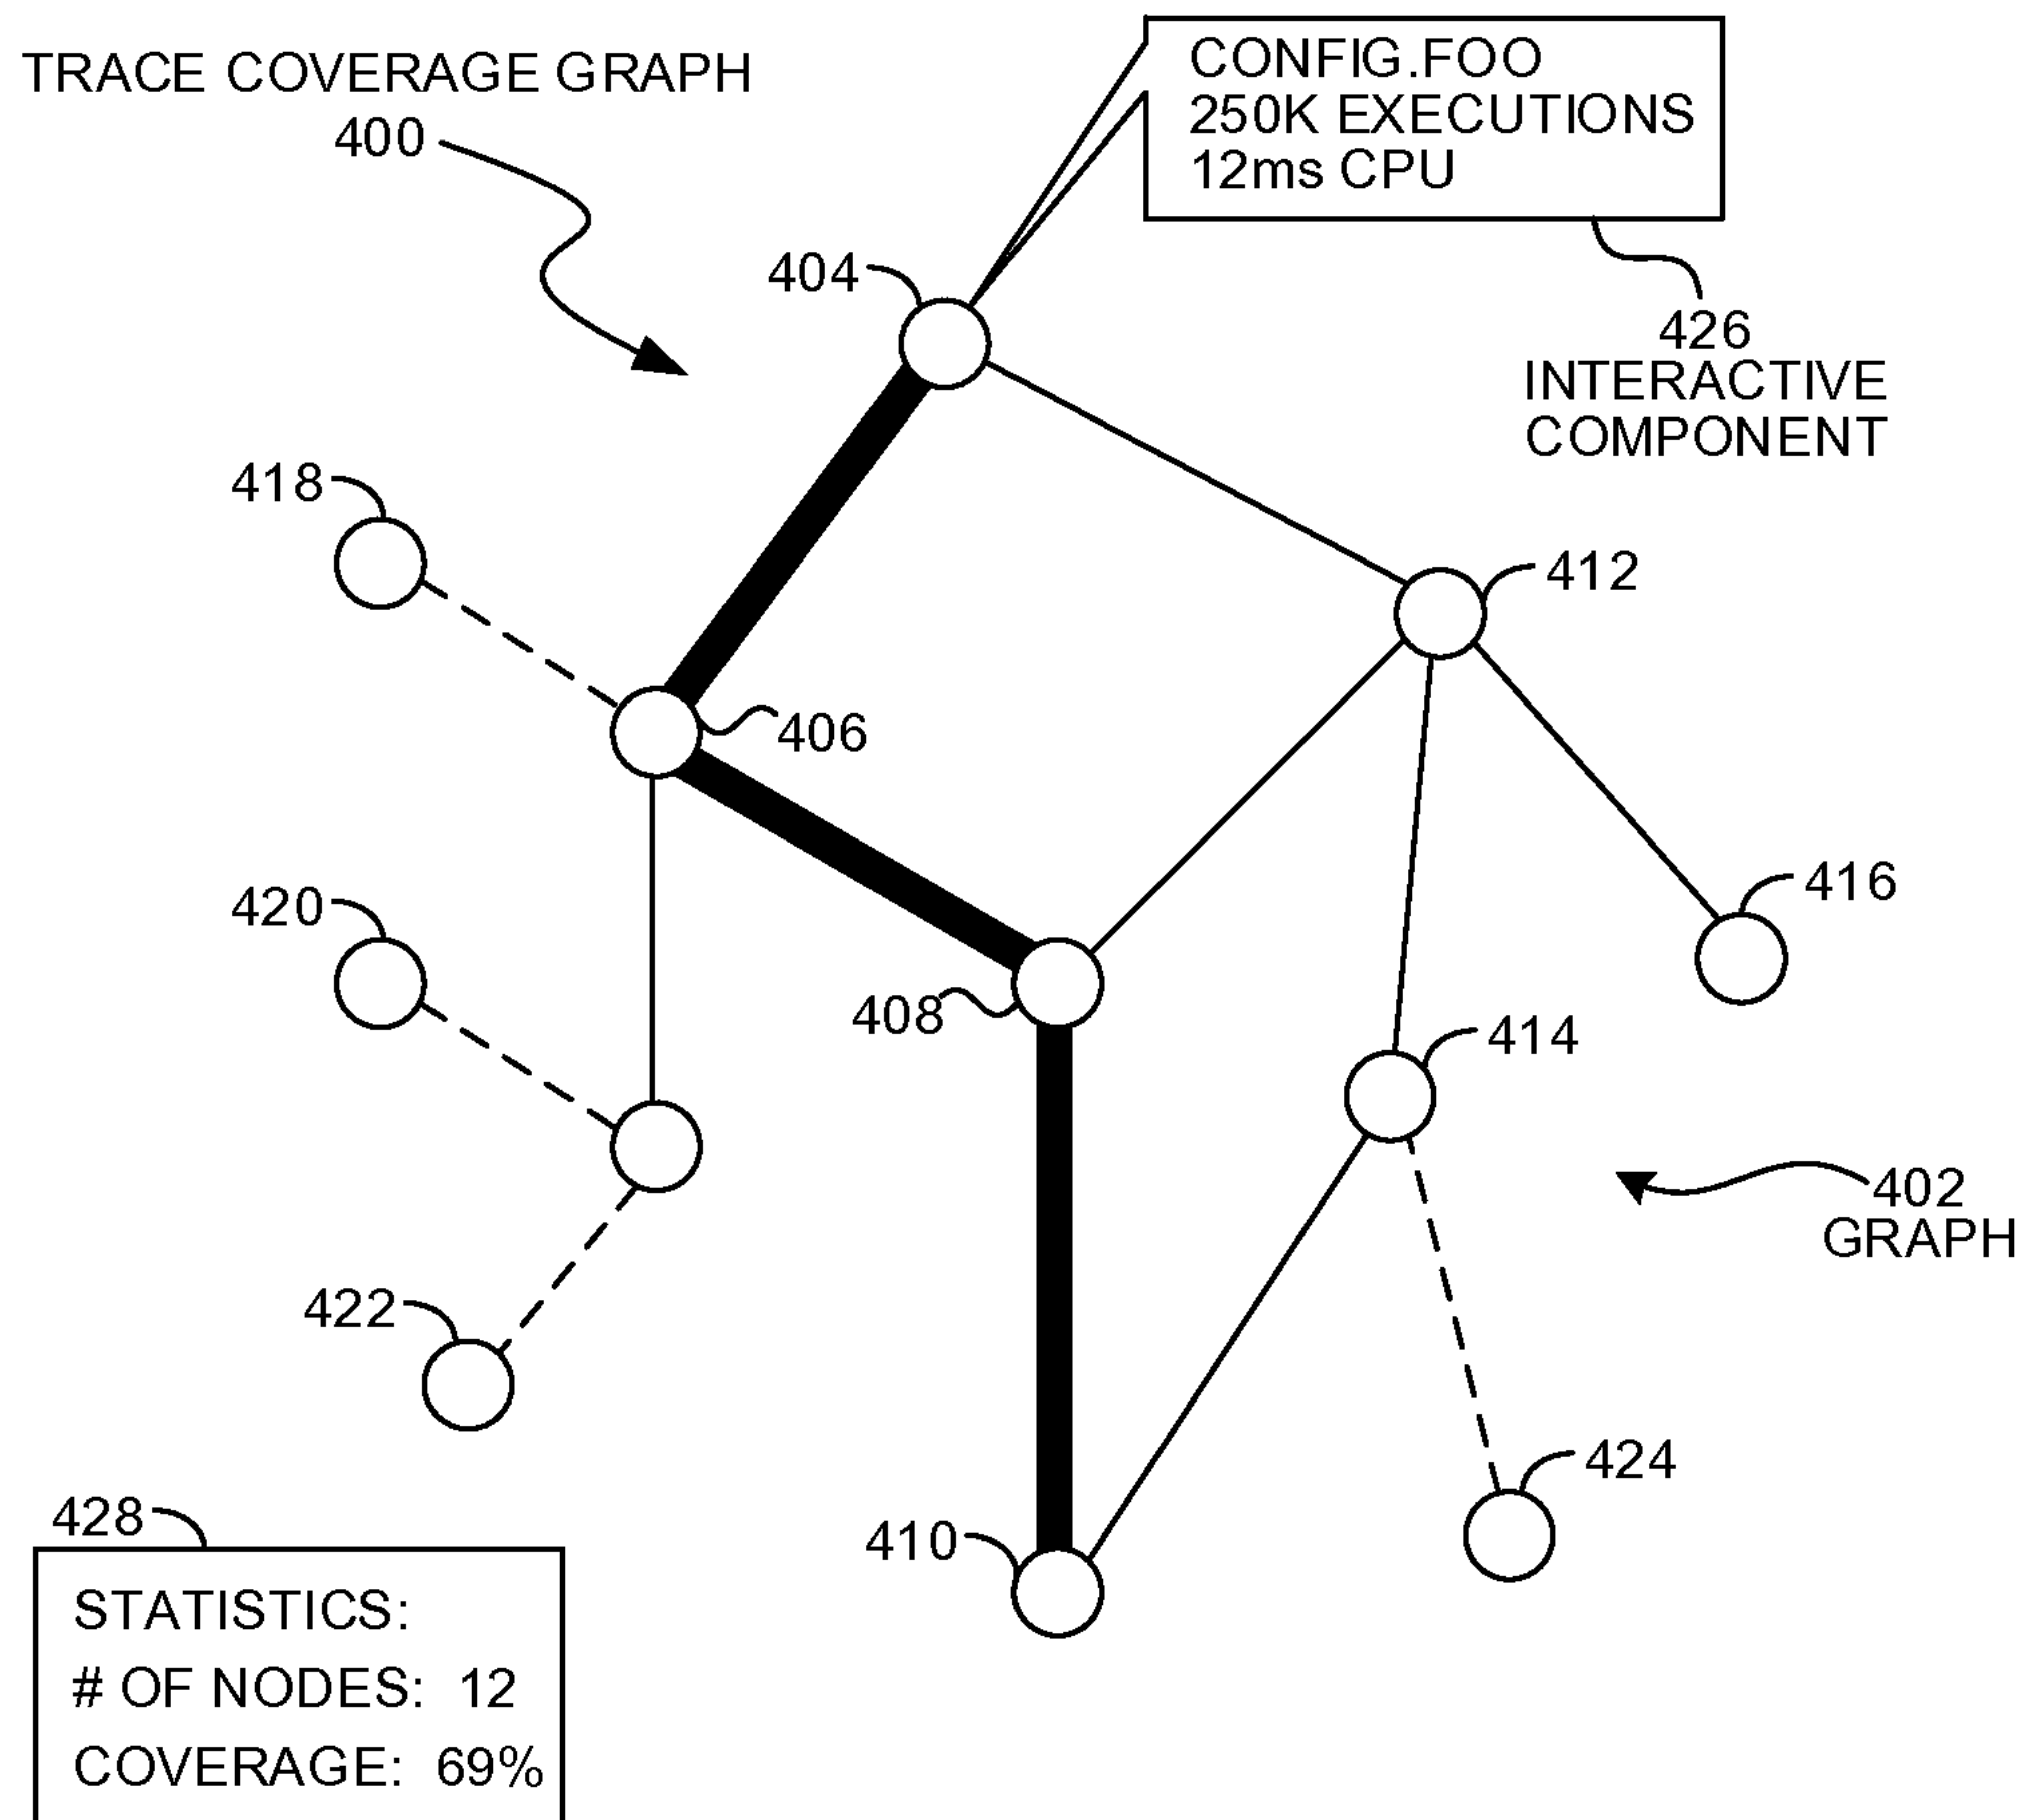 TRACE COVERAGE GRAPH
400
CONFIG.FOO
250K EXECUTIONS
12ms CPU
404
426
INTERACTIVE
COMPONENT
418
412
406
416
420
408
414
402
GRAPH
422
424
410
428
STATISTICS:
# OF NODES: 12
COVERAGE: 69%